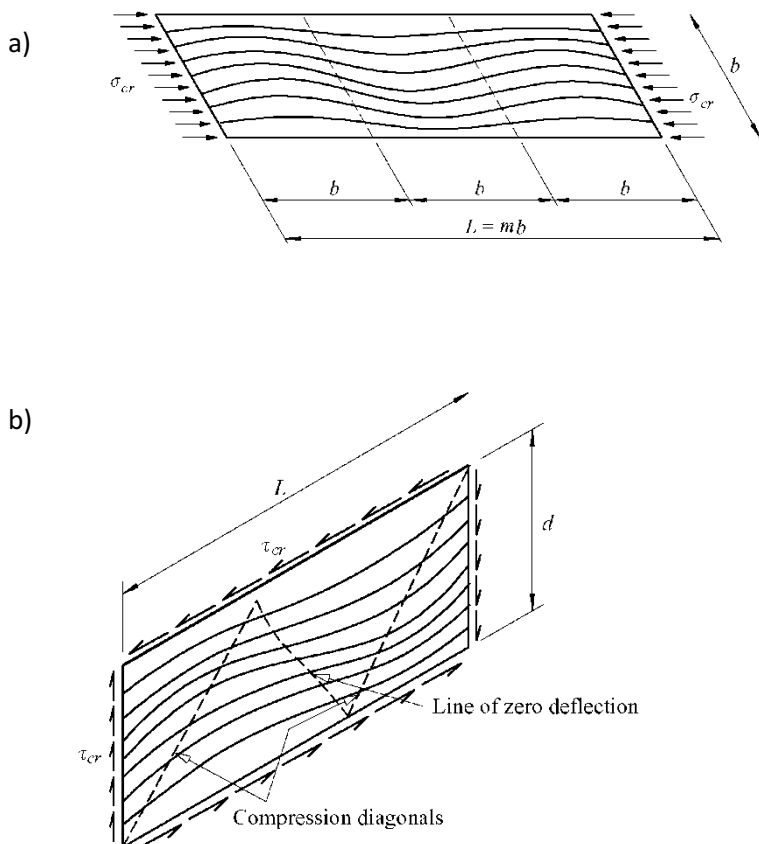 a)
b
σcr
σcr
b
b
b
L = mb
b)
L
d
τcr
Line of zero deflection
τcr
Compression diagonals